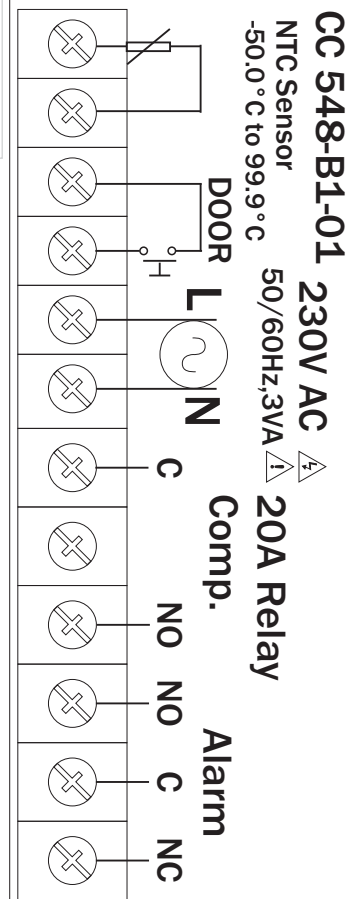 CC 548-B1-01 230V AC 20A Relay
NTC Sensor
-50.0°C to 99.9°C
50/60Hz,3VA
DOOR
L
N
Comp.
Alarm
C
NO
NO
C
NC